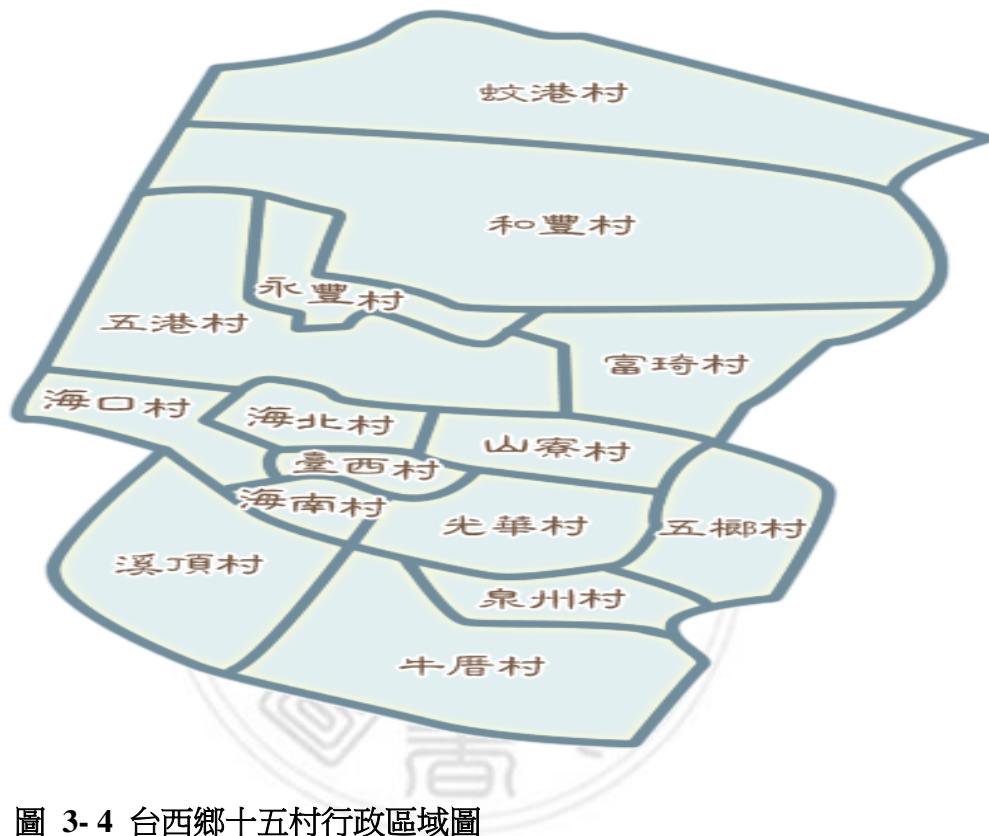 蚊港村
和豐村
永豐村
五港村
富琦村
海口村
海北村
山寮村
臺西村
海南村
光華村
五榔村
溪頂村
泉州村
牛厝村
圖 3- 4 台西鄉十五村行政區域圖